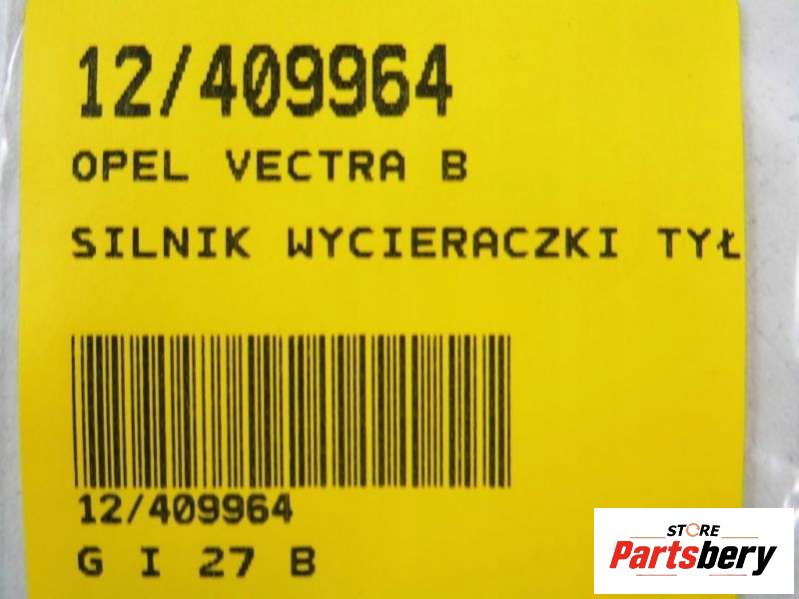 12/409964
OPEL VECTRA B
SILNIK WYCIERACZKI TYŁ
12/409964
G I 27 B
STORE
Partsbery